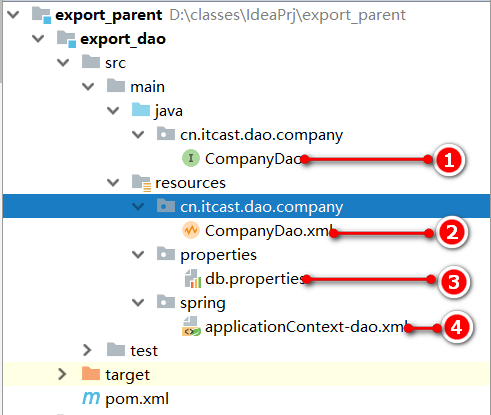 export_parent D:\classes\IdeaPrj\export_parent
export_dao
src
main
java
cn.itcast.dao.company
CompanyDao 1
resources
cn.itcast.dao.company
CompanyDao.xml 2
properties
db.properties 3
spring
applicationContext-dao.xml 4
test
target
pom.xml